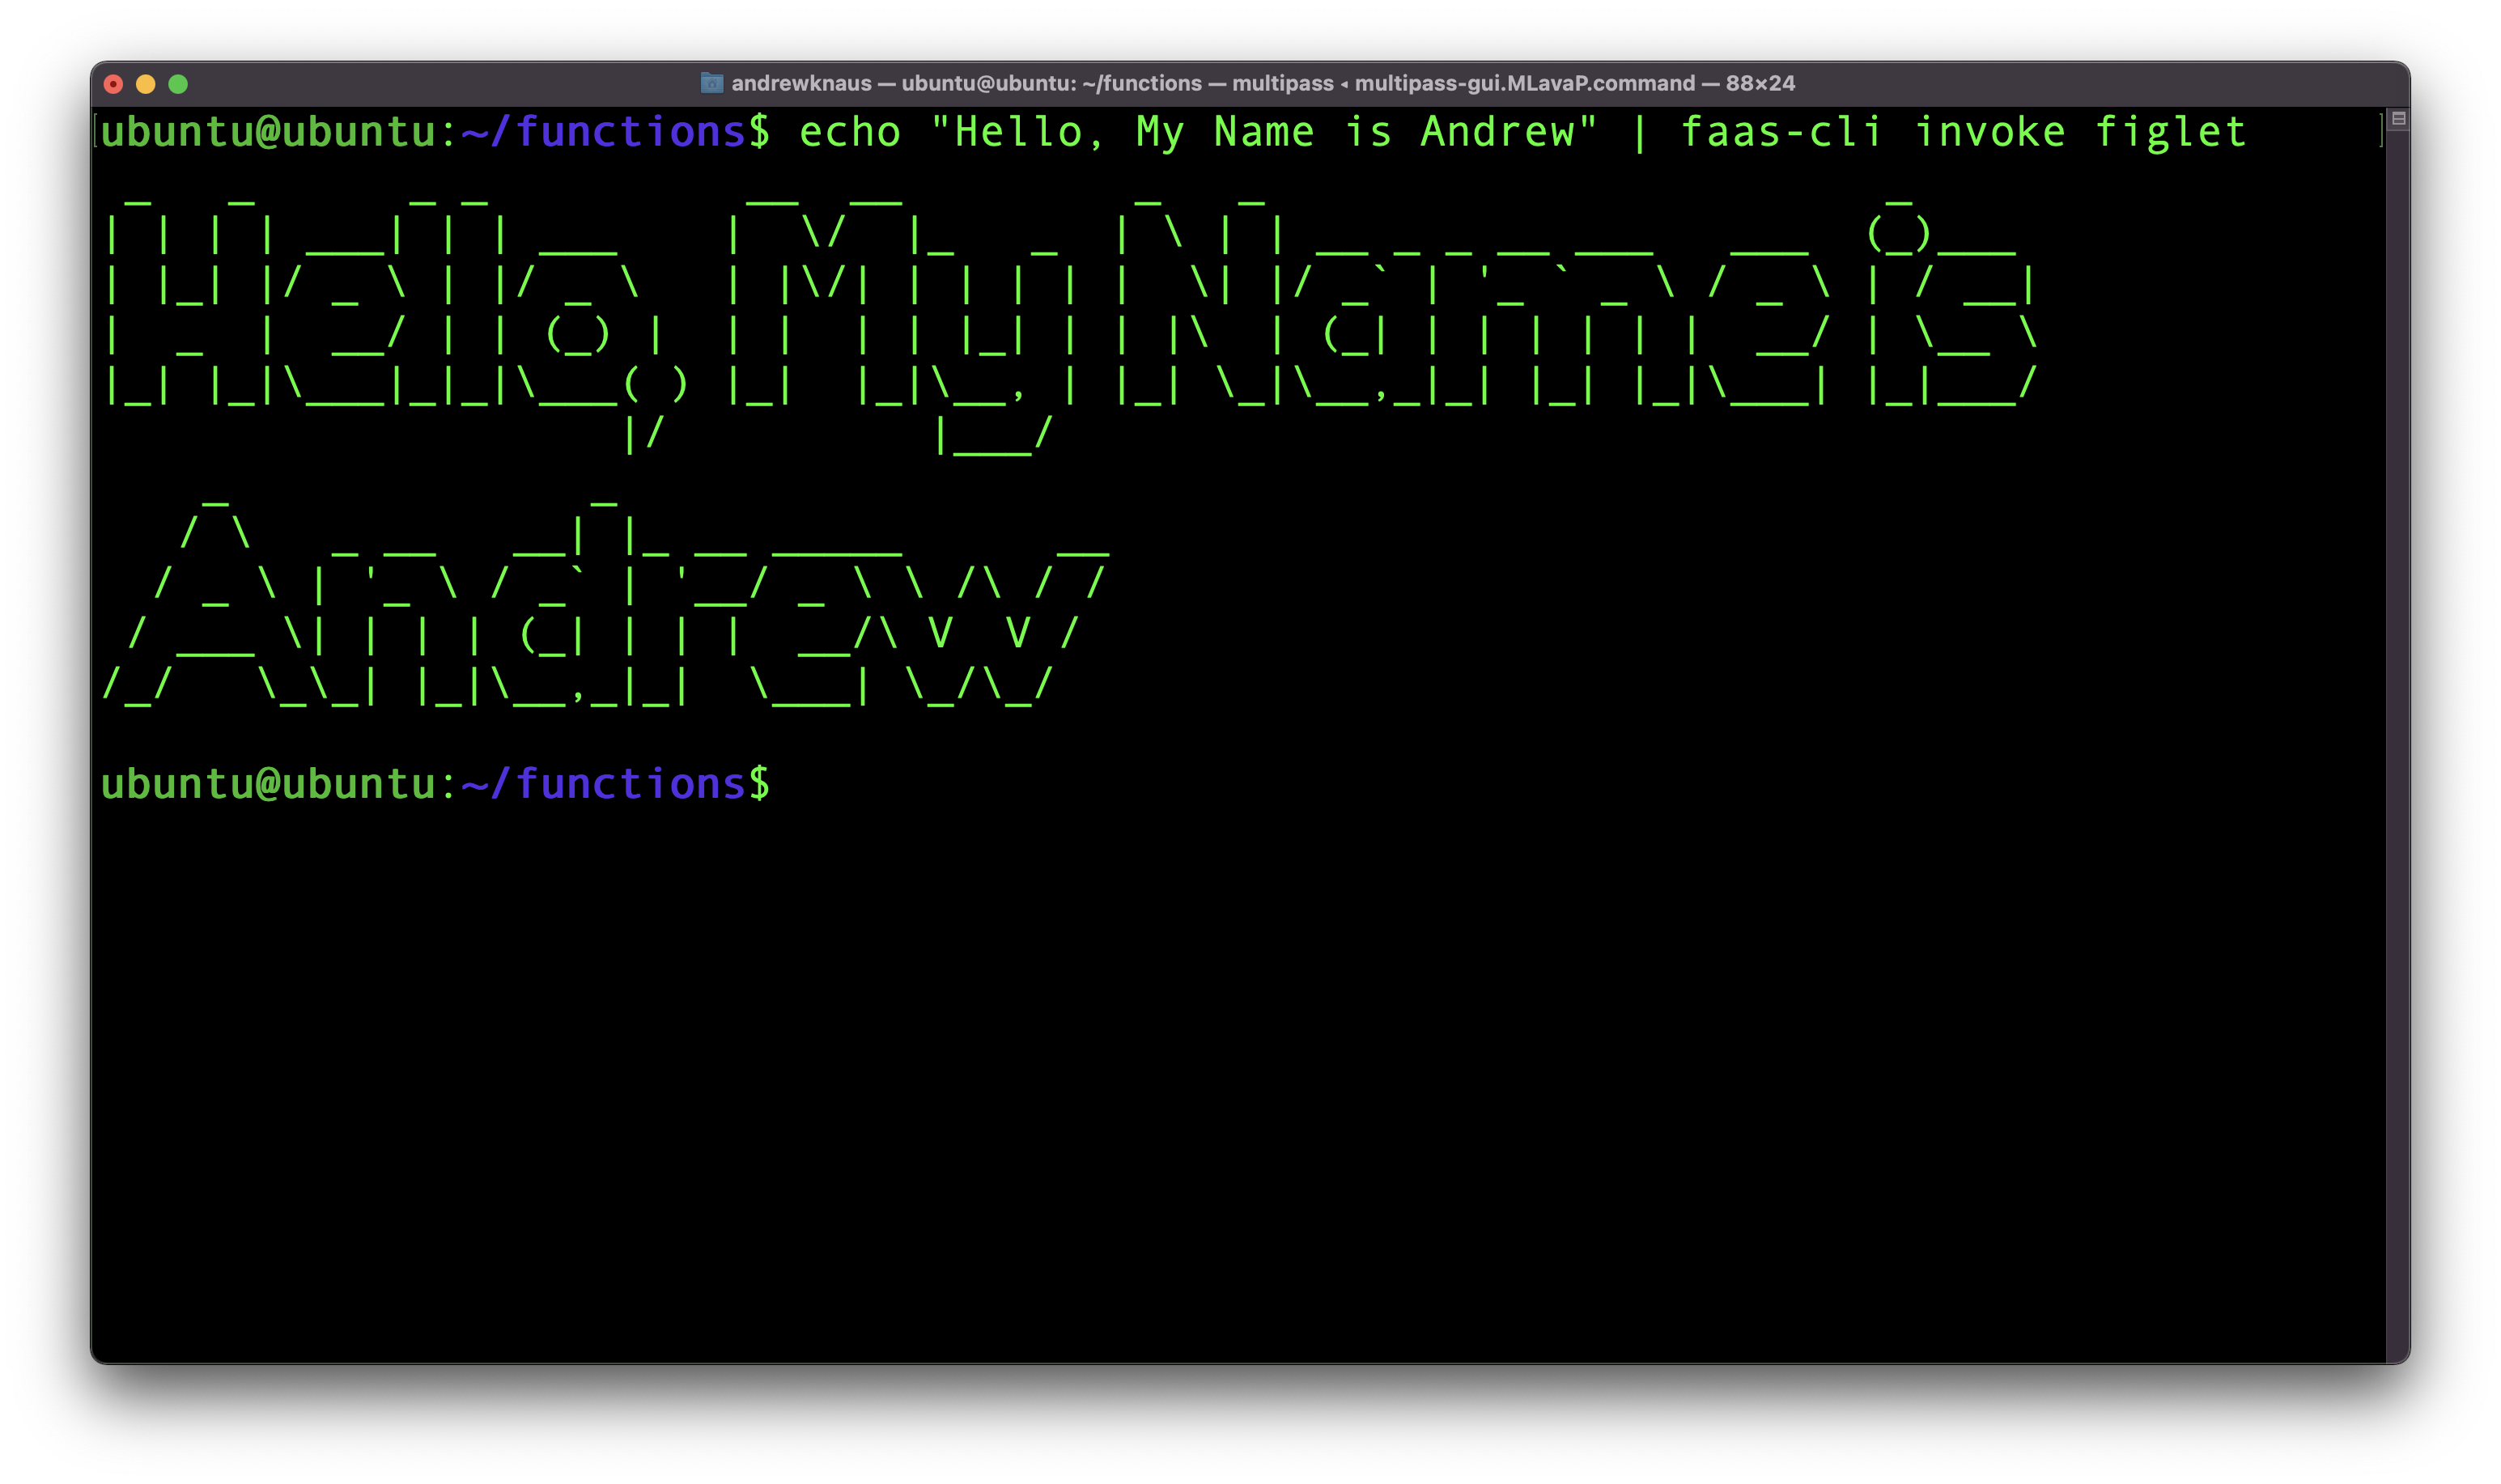 andrewknaus — ubuntu@ubuntu: ~/functions — multipass ◂ multipass-gui.MLavaP.command — 88×24
ubuntu@ubuntu:~/functions$ echo "Hello, My Name is Andrew" | faas-cli invoke figlet
Hello, My Name is
Andrew
ubuntu@ubuntu:~/functions$